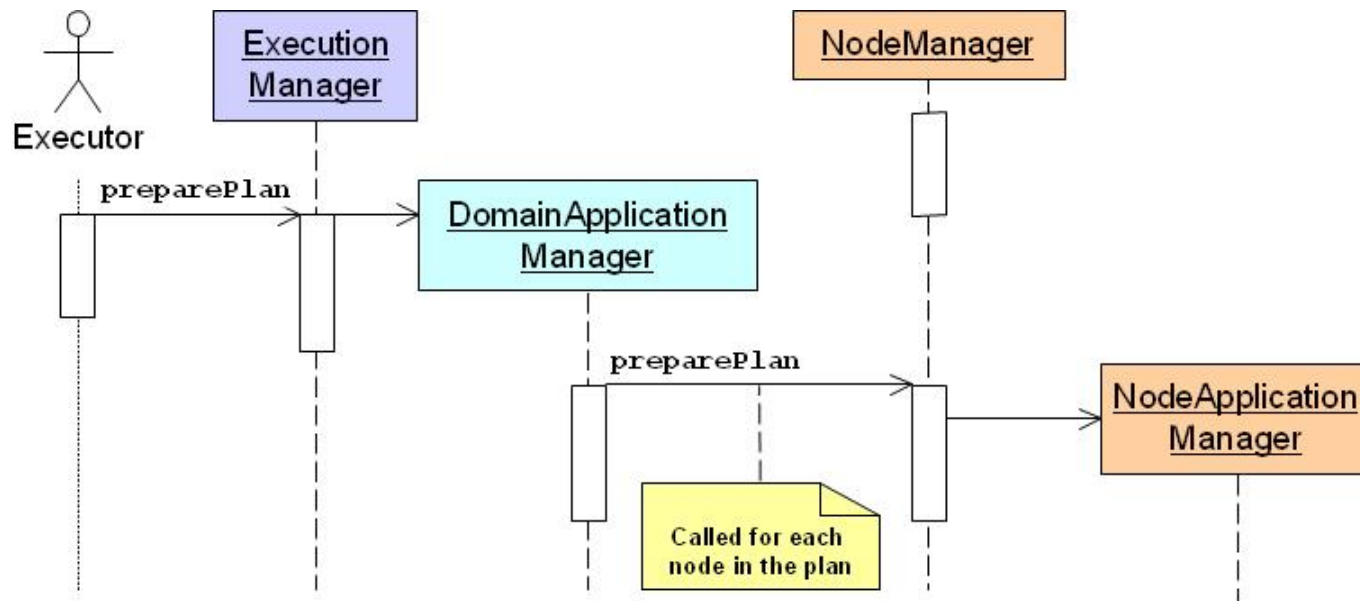 Execution
Manager
NodeManager
Executor
preparePlan
DomainApplication
Manager
preparePlan
NodeApplication
Manager
Called for each
node in the plan